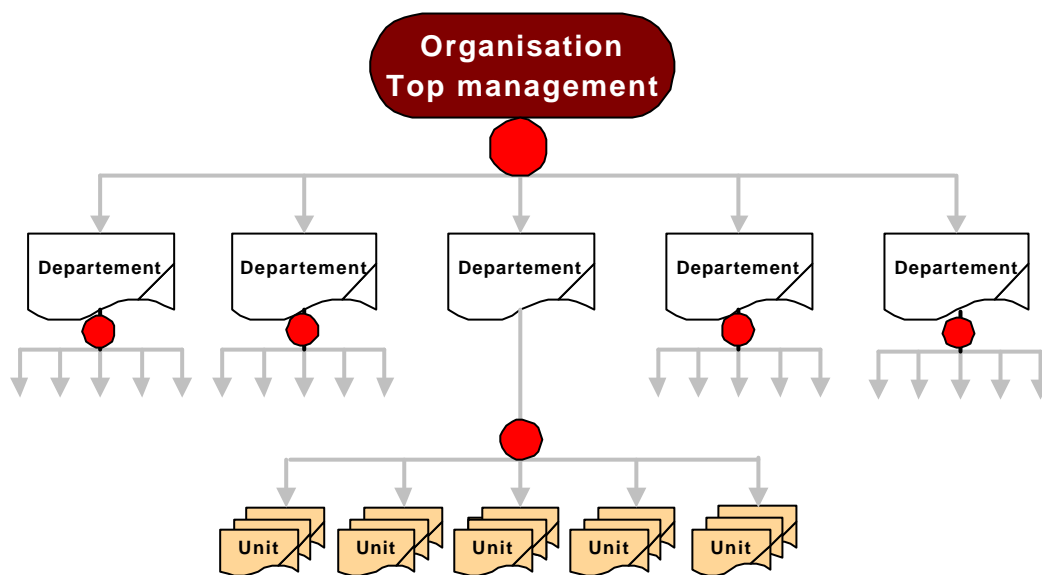 Organisation
Top management
Departement
Departement
Departement
Departement
Departement
Unit
Unit
Unit
Unit
Unit